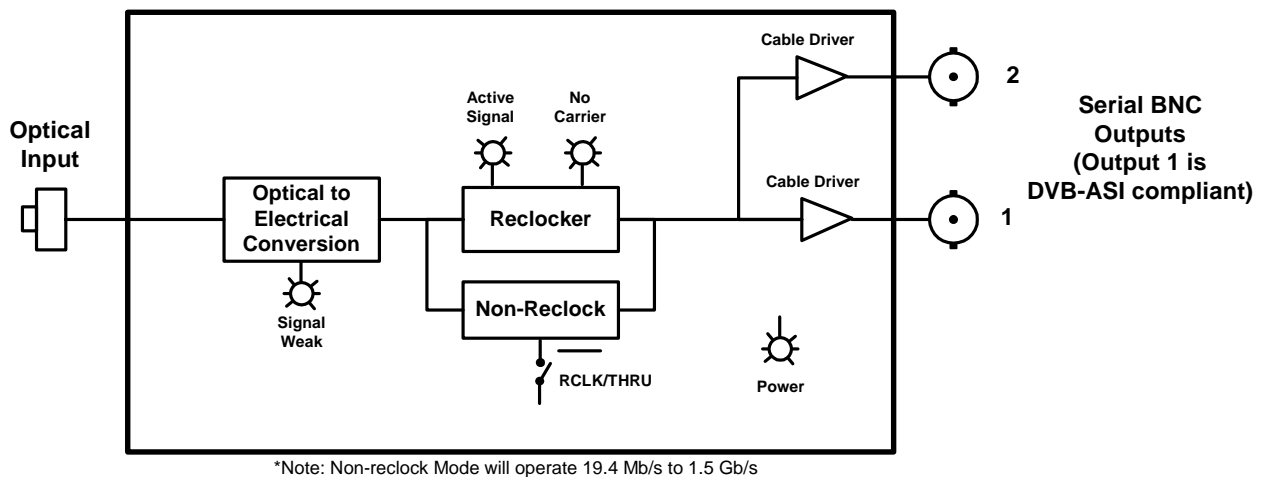 Cable Driver
2
Serial BNC
Outputs
(Output 1 is
DVB-ASI compliant)
Active
Signal
No
Carrier
Optical
Input
Optical to
Electrical
Conversion
Reclocker
Cable Driver
1
Signal
Weak
Non-Reclock
RCLK/THRU
Power
*Note: Non-reclock Mode will operate 19.4 Mb/s to 1.5 Gb/s